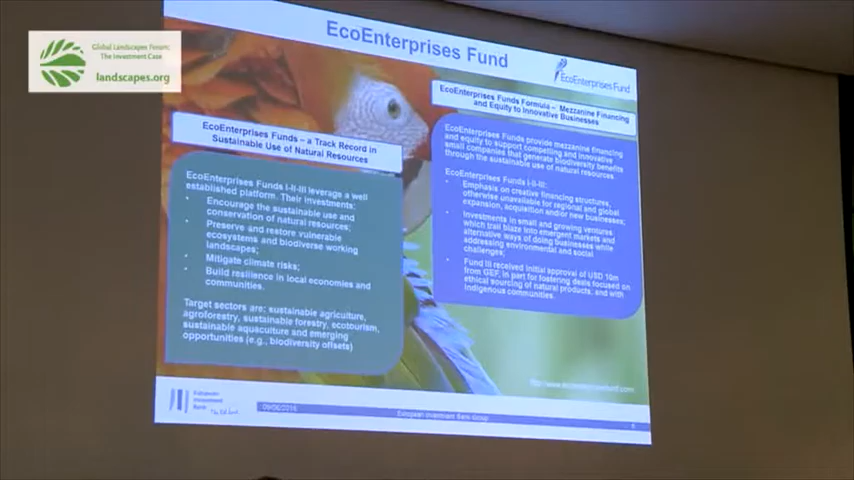 Global Landscapes Forum:
The Investment Case
landscapes.org
EcoEnterprises Fund
EcoEnterprises Fund
EcoEnterprises Funds – a Track Record in
Sustainable Use of Natural Resources
EcoEnterprises Funds I-II-III leverage a well
established platform. Their investments:
• Encourage the sustainable use and
conservation of natural resources;
• Preserve and restore vulnerable
ecosystems and biodiverse working
landscapes;
• Mitigate climate risks;
• Build resilience in local economies and
communities.
Target sectors are: sustainable agriculture,
agroforestry, sustainable forestry, ecotourism,
sustainable aquaculture and emerging
opportunities (e.g., biodiversity offsets)
EcoEnterprises Funds Formula – Mezzanine Financing
and Equity to Innovative Businesses
EcoEnterprises Funds provide mezzanine financing
and equity to support compelling and innovative
small companies that generate biodiversity benefits
through the sustainable use of natural resources.
EcoEnterprises Funds I-II-III:
• Emphasis on creative financing structures,
otherwise unavailable for regional and global
expansion, acquisition and/or new businesses;
• Investments in small and growing ventures
which trail blaze into emergent markets and
alternative ways of doing businesses while
addressing environmental and social
challenges;
• Fund III received initial approval of USD 10m
from GEF, in part for fostering deals focused on
ethical sourcing of natural products, and with
indigenous communities.
European
Investment
Bank
The EU bank
European Investment Bank Group